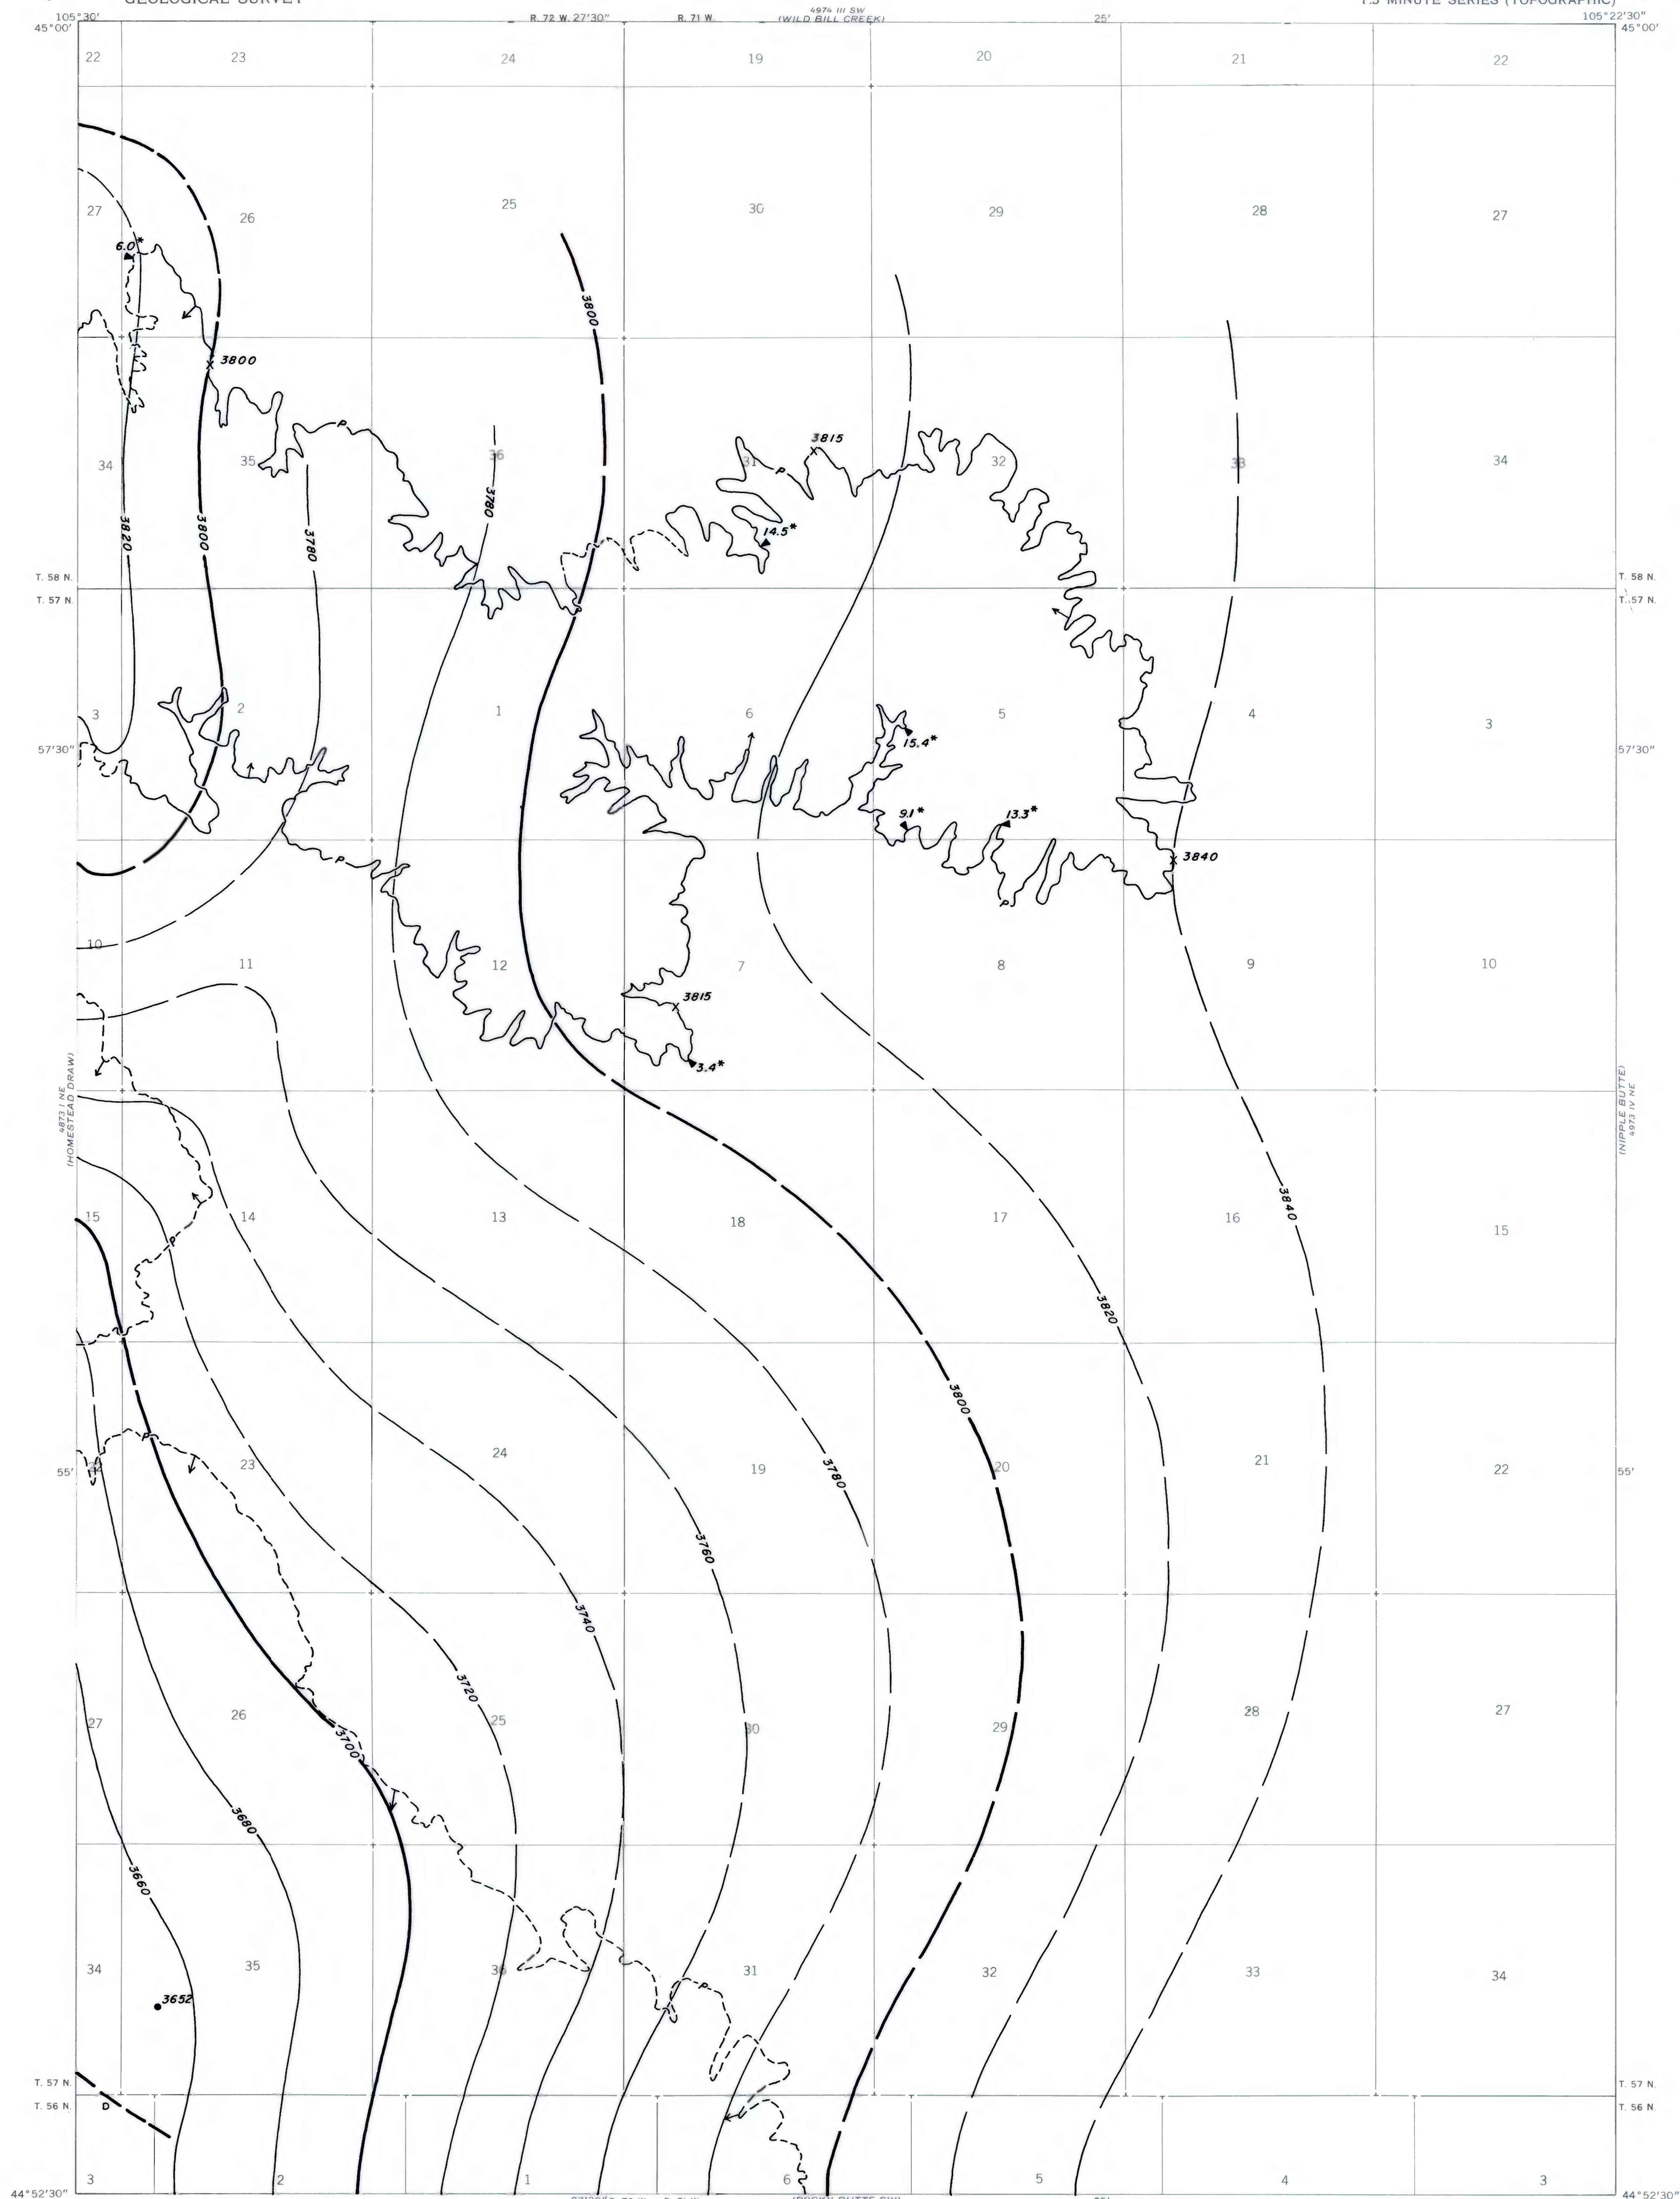 GEOLOGICAL SURVEY
7.5 MINUTE SERIES (TOPOGRAPHIC)
105°30' R. 72 W. 27'30" R. 71 W. 4974 III SW 25' 105°22'30"
(WILD BILL CREEK)
45°00' 45°00'
22 23 24 19 20 21 22
27 26 25 30 29 28 27
6.0*
3800
3800
3815
34 35 36 31 P 32 33 34
P
3780
14.5*
3820 3800 3780
T. 58 N. T. 58 N.
T. 57 N. T. 57 N.
3 2 1 6 5 4 3
15.4*
57'30" 57'30"
9.1* 13.3*
P 3840
P
10 11 12 7 8 9 10
3815
3.4*
4873 I NE
(HOMESTEAD DRAW)
(NIPPLE BUTTE)
4973 IV NE
3840
15 14 13 18 17 16 15
P
3820
3800
P
55' 23 24 19 3780 20 21 22 55'
3760
3740
3720
27 26 25 30 29 28 27
3700
3680
3660
34 35 36 31 32 33 34
P
3652
T. 57 N. T. 57 N.
T. 56 N. D T. 56 N.
3 2 1 6 5 4 3
44°52'30" 44°52'30"